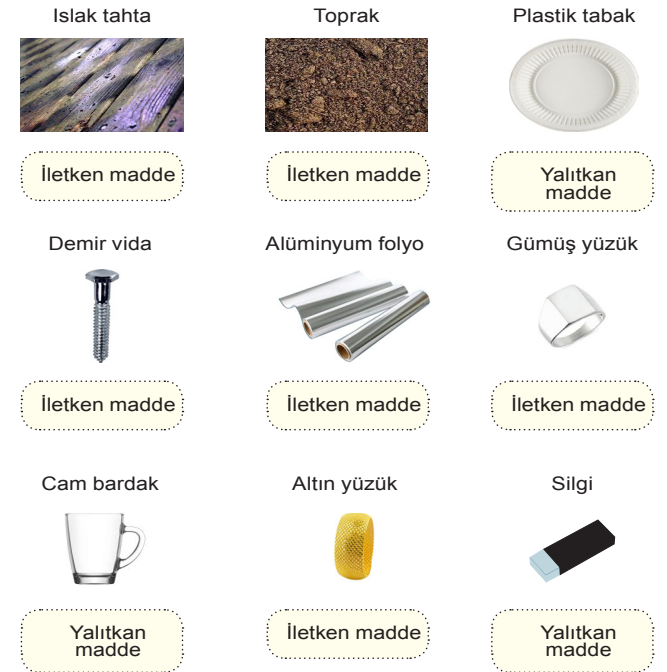 Islak tahta
Toprak
Plastik tabak
İletken madde
İletken madde
Yalıtkan
madde
Demir vida
Alüminyum folyo
Gümüş yüzük
İletken madde
İletken madde
İletken madde
Cam bardak
Altın yüzük
Silgi
Yalıtkan
madde
İletken madde
Yalıtkan
madde